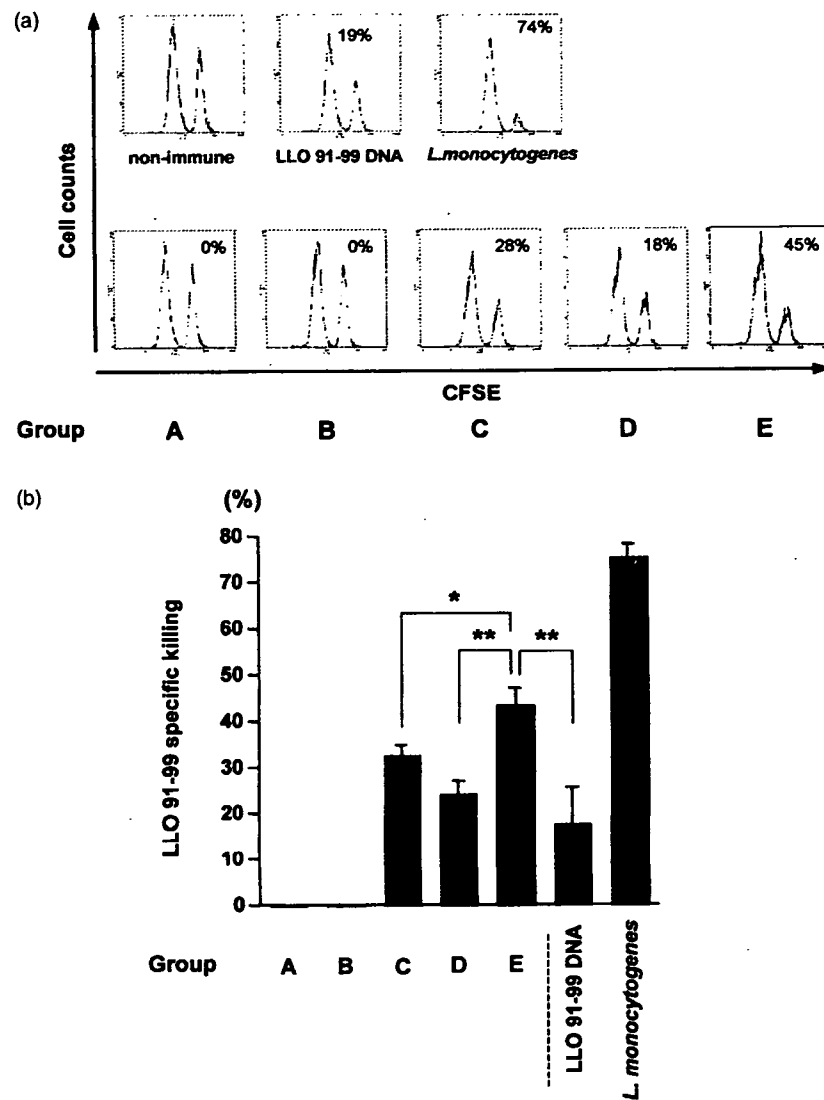 (a)
19%
74%
non-immune
LLO 91-99 DNA
L.monocytogenes
Cell counts
0%
0%
28%
18%
45%
CFSE
Group A B C D E
(b)
(%)
80
70
60
50
40
30
20
10
0
LLO 91-99 specific killing
*
** **
Group A B C D E
LLO 91-99 DNA
L. monocytogenes